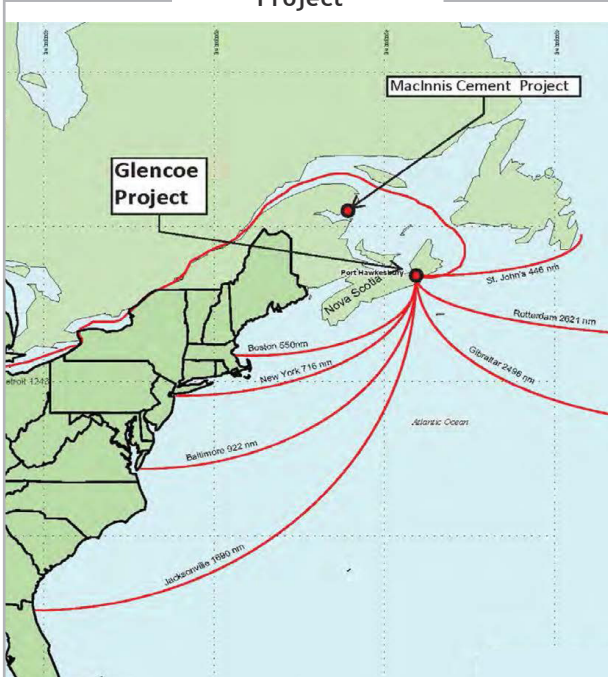 Project
MacInnis Cement Project
Glencoe
Project
Port Hawkesbury
Nova Scotia
St. John's 446 nm
Rotterdam 2621 nm
Boston 550nm
Gibraltar 2496 nm
New York 716 nm
etroit 1243
Atlantic Ocean
Baltimore 922 nm
Jacksonville 1690 nm